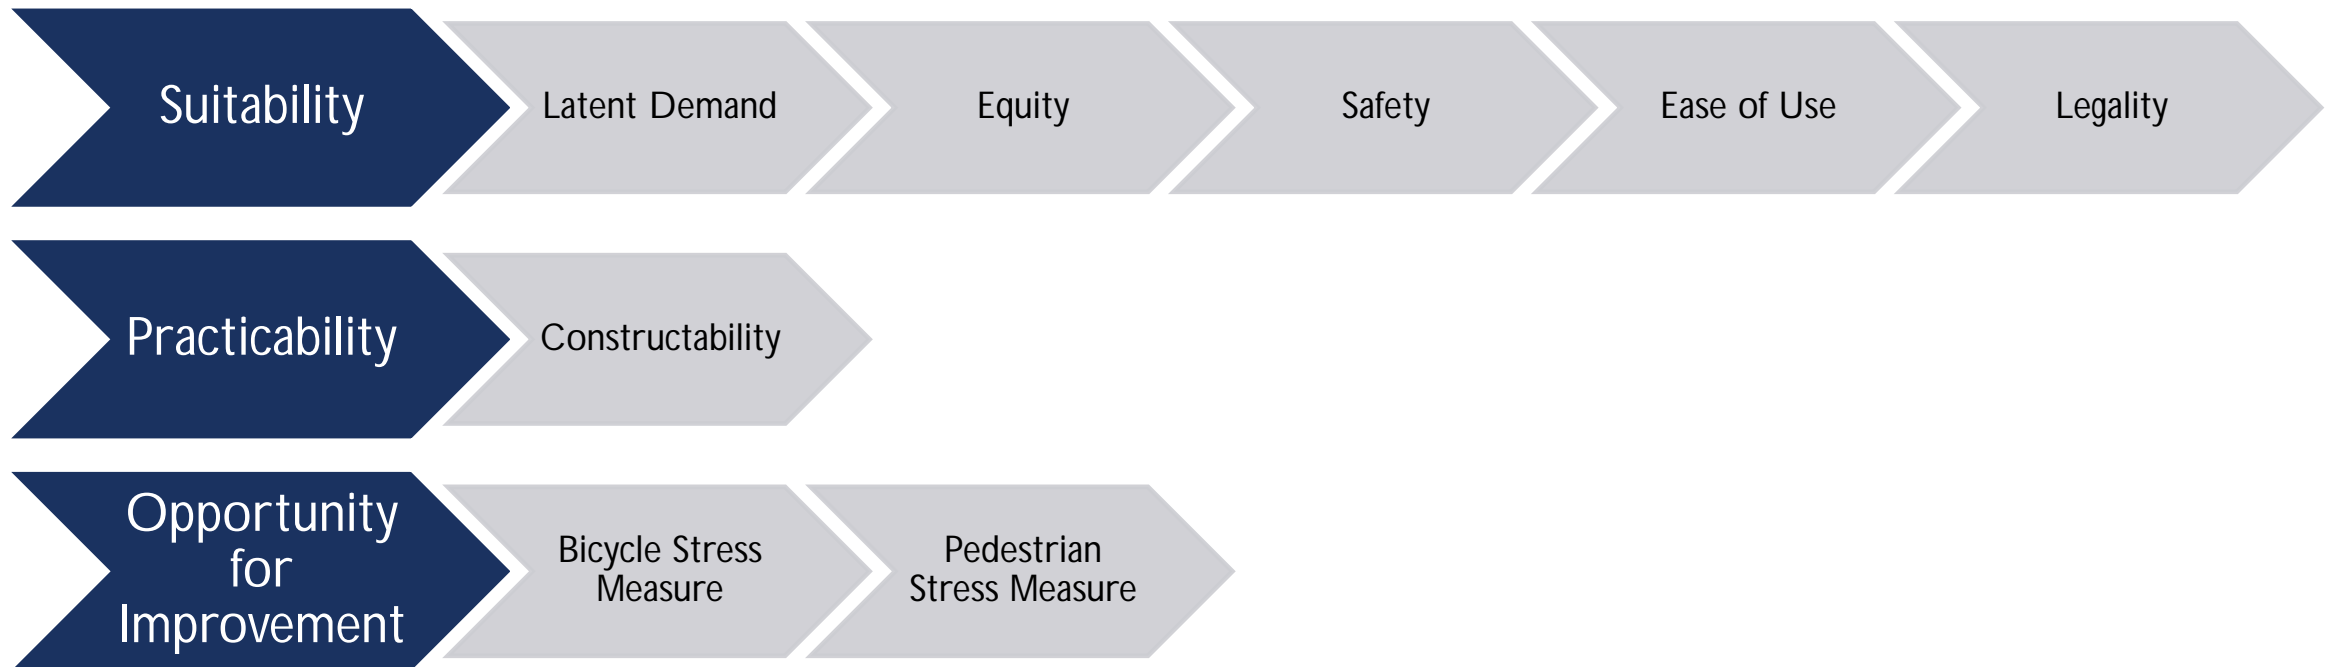 Suitability
Latent Demand
Equity
Safety
Ease of Use
Legality
Practicability
Constructability
Opportunity
for
Improvement
Bicycle Stress
Measure
Pedestrian
Stress Measure